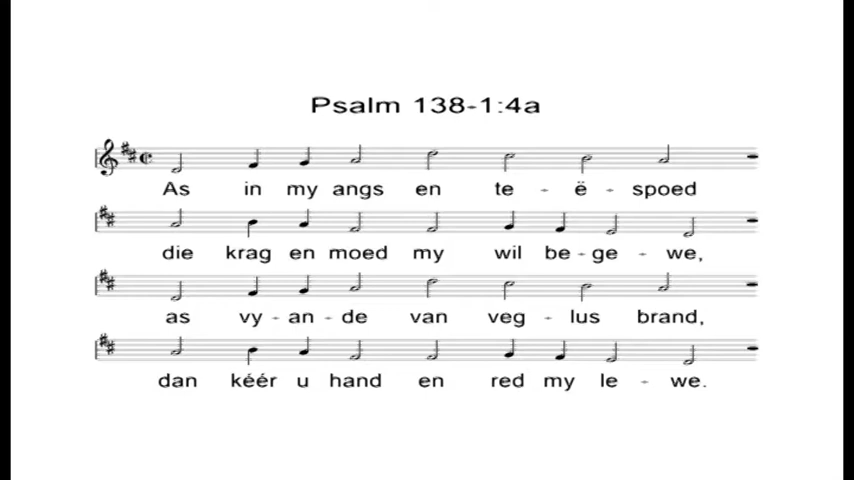 Psalm 138-1:4a
As in my angs en te - ë - spoed
die krag en moed my wil be - ge - we,
as vy - an - de van veg - lus brand,
dan kéér u hand en red my le - we.